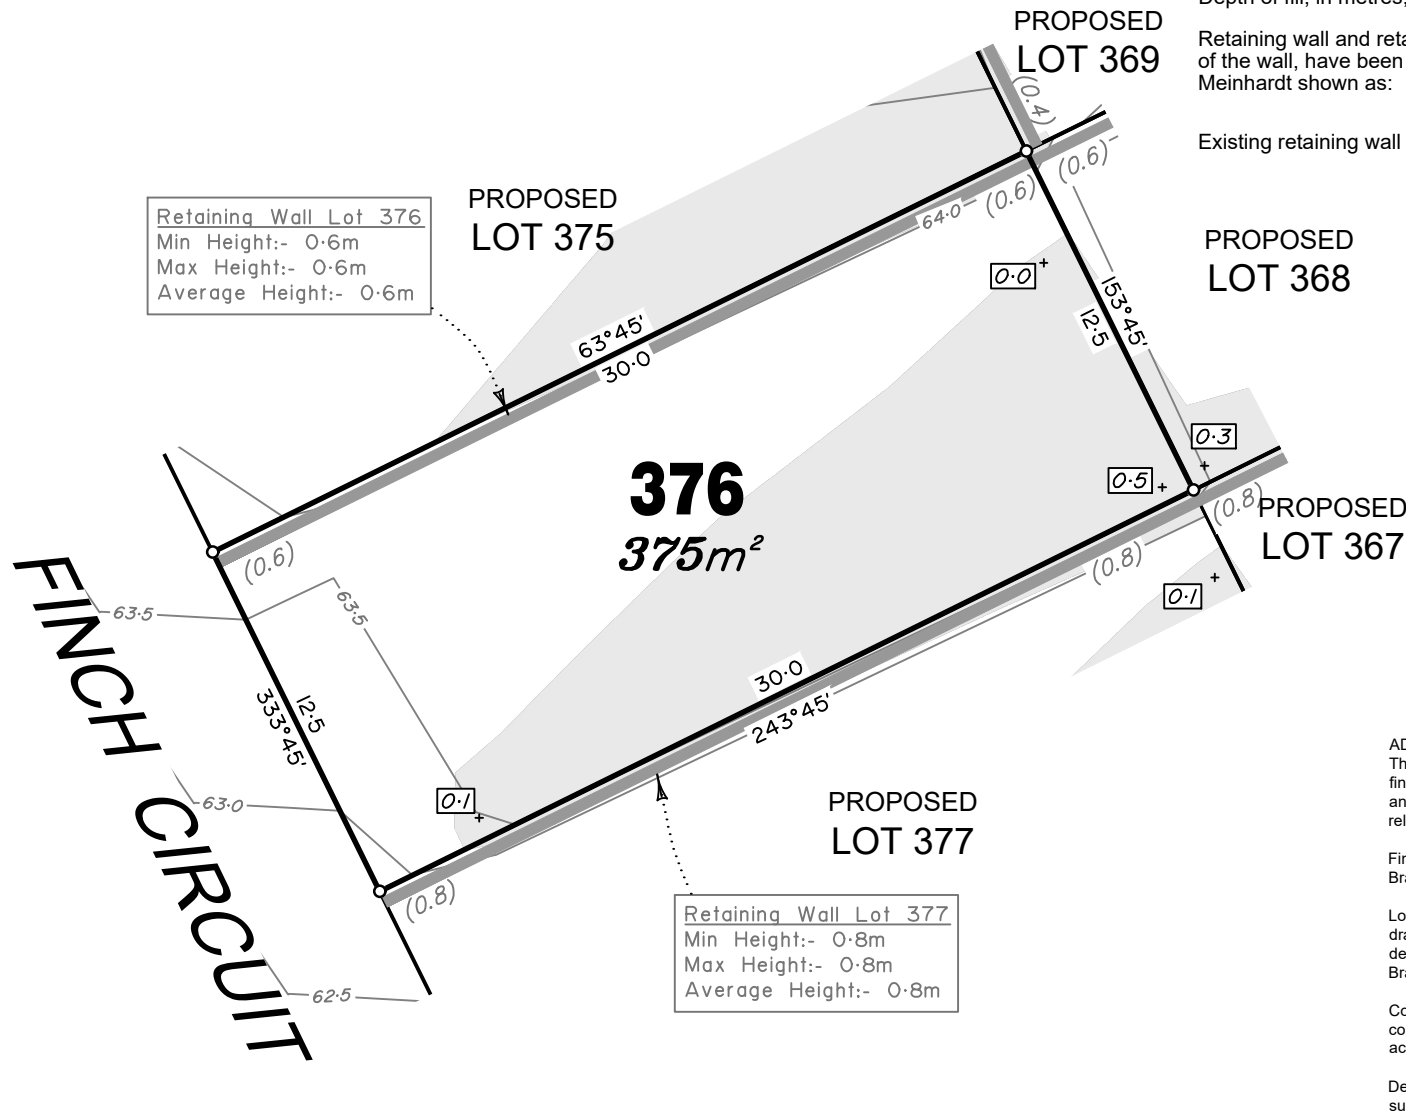 PROPOSED
LOT 369
Retaining wall and
of the wall, have been
Meinhardt shown as:
Existing retaining wall
(0.4)
(0.6)
(0.6)
64·0
PROPOSED
LOT 375
Retaining Wall Lot 376
Min Height:- 0·6m
Max Height:- 0·6m
Average Height:- 0·6m
PROPOSED
LOT 368
0·0
63°45'
30·0
153°45'
12·5
0·3
0·5
(0.8)
PROPOSED
LOT 367
376
375m²
(0.6)
(0.8)
0·1
63·5
63·5
FINCH CIRCUIT
12·5
333°45'
30·0
243°45'
63·0
0·1
PROPOSED
LOT 377
(0.8)
Retaining Wall Lot 377
Min Height:- 0·8m
Max Height:- 0·8m
Average Height:- 0·8m
62·5